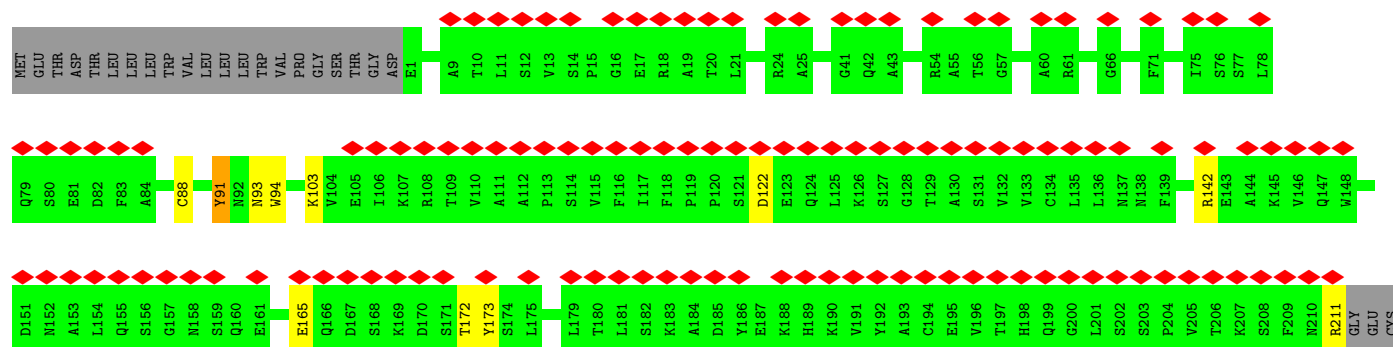 MET GLU THR ASP THR LEU LEU LEU TRP VAL LEU LEU LEU TRP VAL PRO GLY SER THR GLY ASP E1 A9 T10 L11 S12 V13 S14 P15 G16 E17 R18 A19 T20 L21 R24 A25 G41 Q42 A43 R54 A55 T56 G57 A60 R61 G66 F71 I75 S76 S77 L78
Q79 S80 E81 D82 F83 A84 C88 Y91 N92 N93 W94 K103 V104 E105 I106 K107 R108 T109 V110 A111 A112 P113 S114 V115 F116 I117 F118 P119 P120 S121 D122 E123 Q124 L125 K126 S127 G128 T129 A130 S131 V132 V133 C134 L135 L136 N137 N138 F139 R142 E143 A144 K145 V146 Q147 W148
D151 N152 A153 L154 Q155 S156 G157 N158 S159 Q160 E161 E165 Q166 D167 S168 K169 D170 S171 T172 Y173 S174 L175 L179 T180 L181 S182 K183 A184 D185 Y186 E187 K188 H189 K190 V191 Y192 A193 C194 E195 V196 T197 H198 Q199 G200 L201 S202 S203 P204 V205 T206 K207 S208 F209 N210 R211 GLY GLU CYS